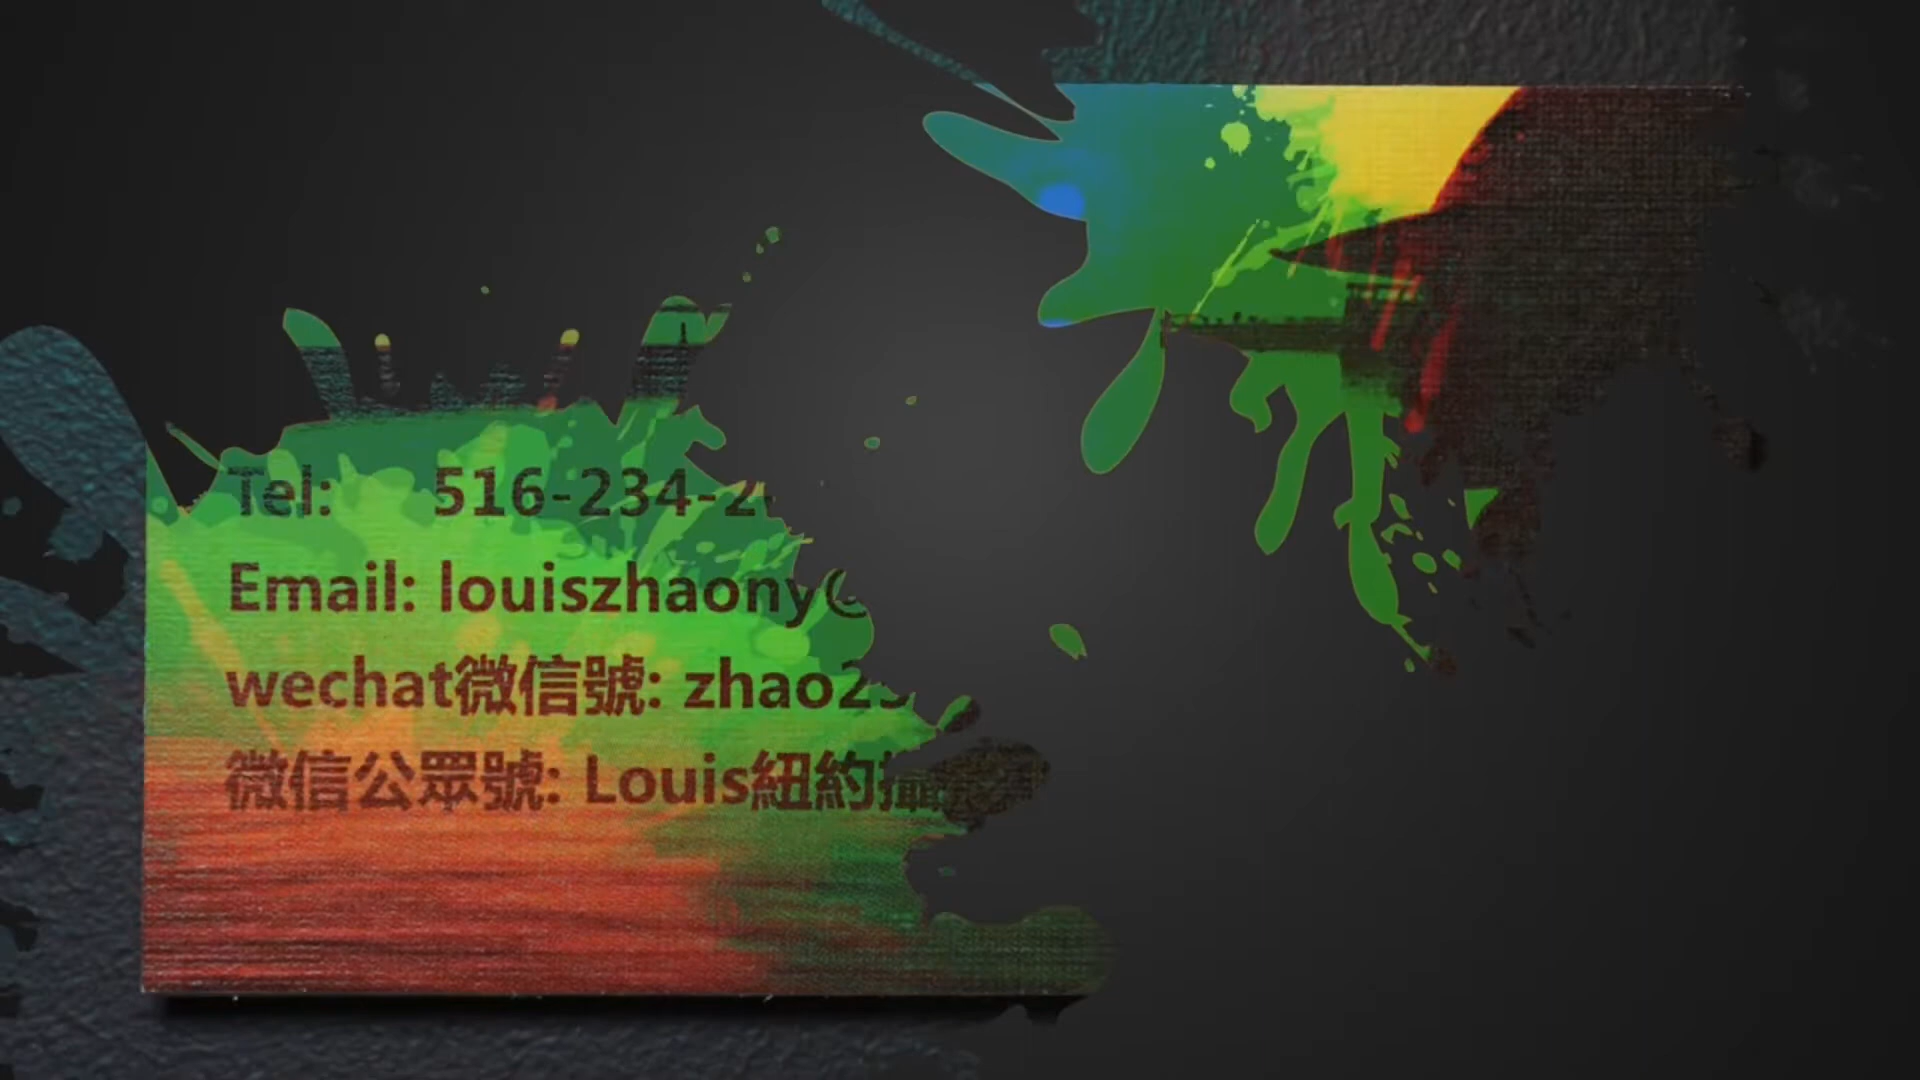 Tel: 516-234-2
Email: louiszhaony@
wechat微信號: zhao2
微信公眾號: Louis紐約攝